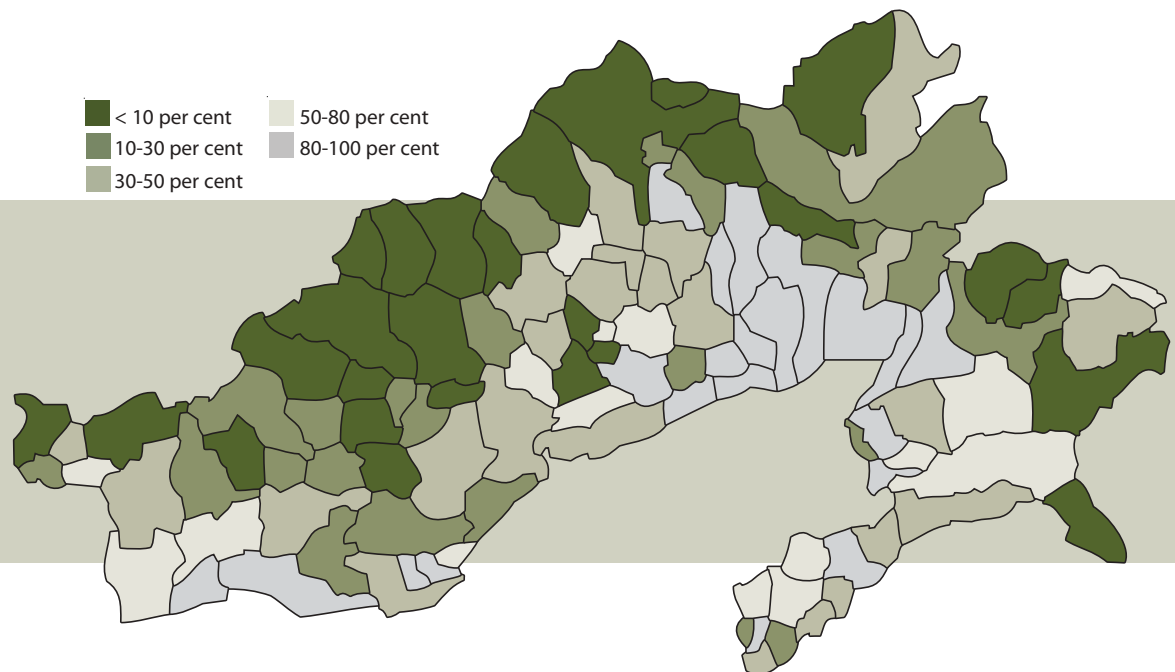 < 10 per cent
10-30 per cent
30-50 per cent
50-80 per cent
80-100 per cent